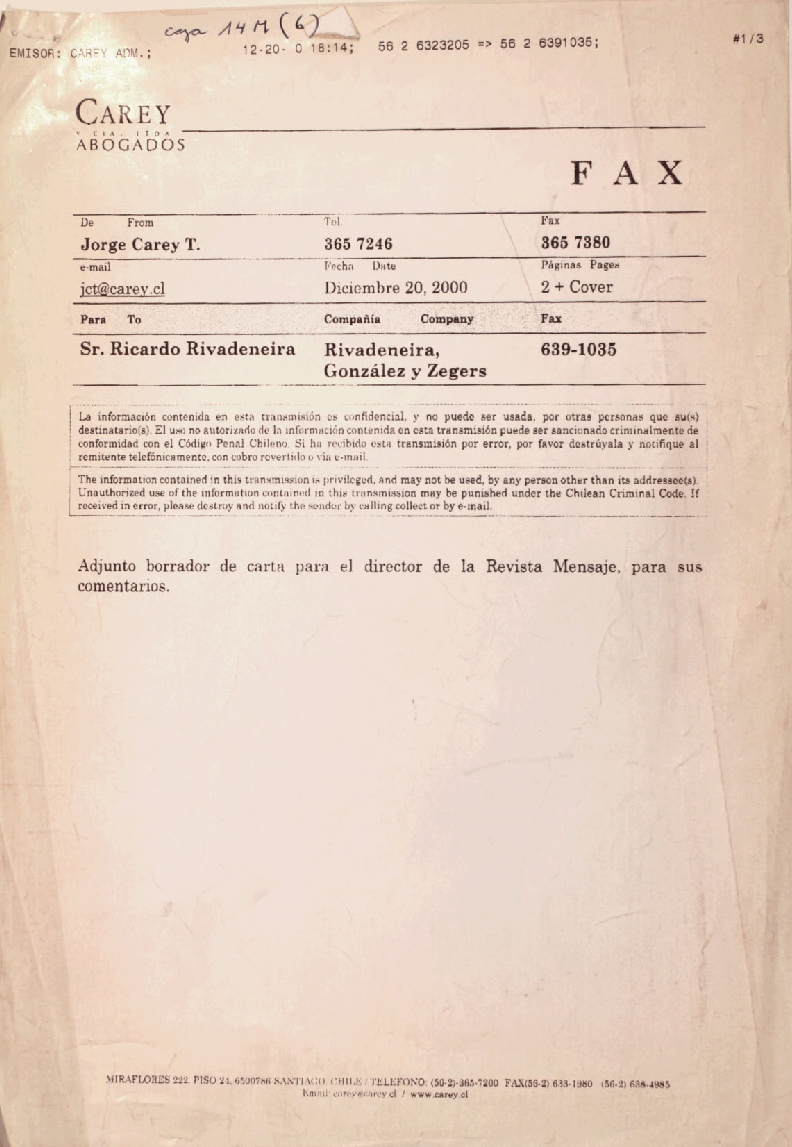 caja 14 M (6)
EMISOR: CAREY ADM.; 12-20- 0 18:14; 56 2 6323205 => 56 2 6391035; #1/3
CAREY
Y CIA. LTDA
ABOGADOS
F A X
De From Tel. Fax
Jorge Carey T. 365 7246 365 7380
e-mail Fecha Date Páginas Pages
jct@carey.cl Diciembre 20, 2000 2 + Cover
Para To Compañía Company Fax
Sr. Ricardo Rivadeneira Rivadeneira, 639-1035
González y Zegers
La información contenida en esta transmisión es confidencial, y no puede ser usada, por otras personas que su(s)
destinatario(s). El uso no autorizado de la información contenida en esta transmisión puede ser sancionado criminalmente de
conformidad con el Código Penal Chileno. Si ha recibido esta transmisión por error, por favor destrúyala y notifique al
remitente telefónicamente, con cobro revertido o vía e-mail.
The information contained in this transmission is privileged, and may not be used, by any person other than its addressee(s).
Unauthorized use of the information contained in this transmission may be punished under the Chilean Criminal Code. If
received in error, please destroy and notify the sender by calling collect or by e-mail.
Adjunto borrador de carta para el director de la Revista Mensaje, para sus
comentarios.
MIRAFLORES 222, PISO 24, 6500786 SANTIAGO, CHILE / TELEFONO: (56-2)-365-7200 FAX(56-2) 633-1980 (56-2) 638-4985
Email: carey@carey.cl / www.carey.cl